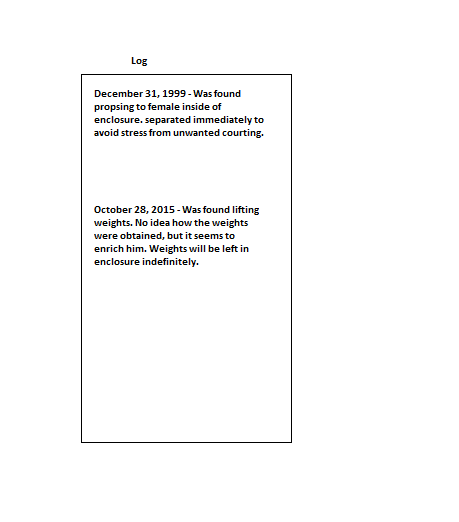 Log
December 31, 1999 - Was found
propsing to female inside of
enclosure. separated immediately to
avoid stress from unwanted courting.
October 28, 2015 - Was found lifting
weights. No idea how the weights
were obtained, but it seems to
enrich him. Weights will be left in
enclosure indefinitely.